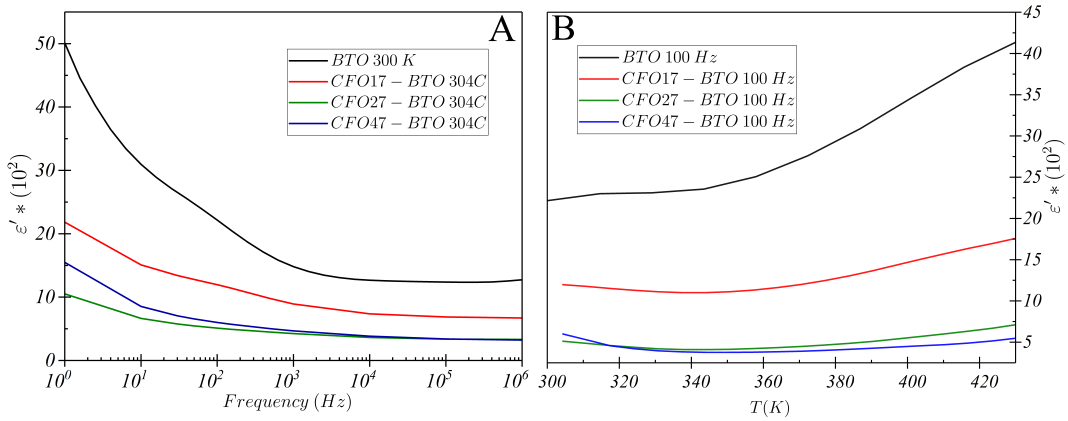 A
BTO 300 K
CFO17 − BTO 304C
CFO27 − BTO 304C
CFO47 − BTO 304C
50
40
30
20
10
0
ε′ * (10²)
10⁰ 10¹ 10² 10³ 10⁴ 10⁵ 10⁶
Frequency (Hz)
B
BTO 100 Hz
CFO17 − BTO 100 Hz
CFO27 − BTO 100 Hz
CFO47 − BTO 100 Hz
45
40
35
30
25
20
15
10
5
ε′ * (10²)
300 320 340 360 380 400 420
T(K)